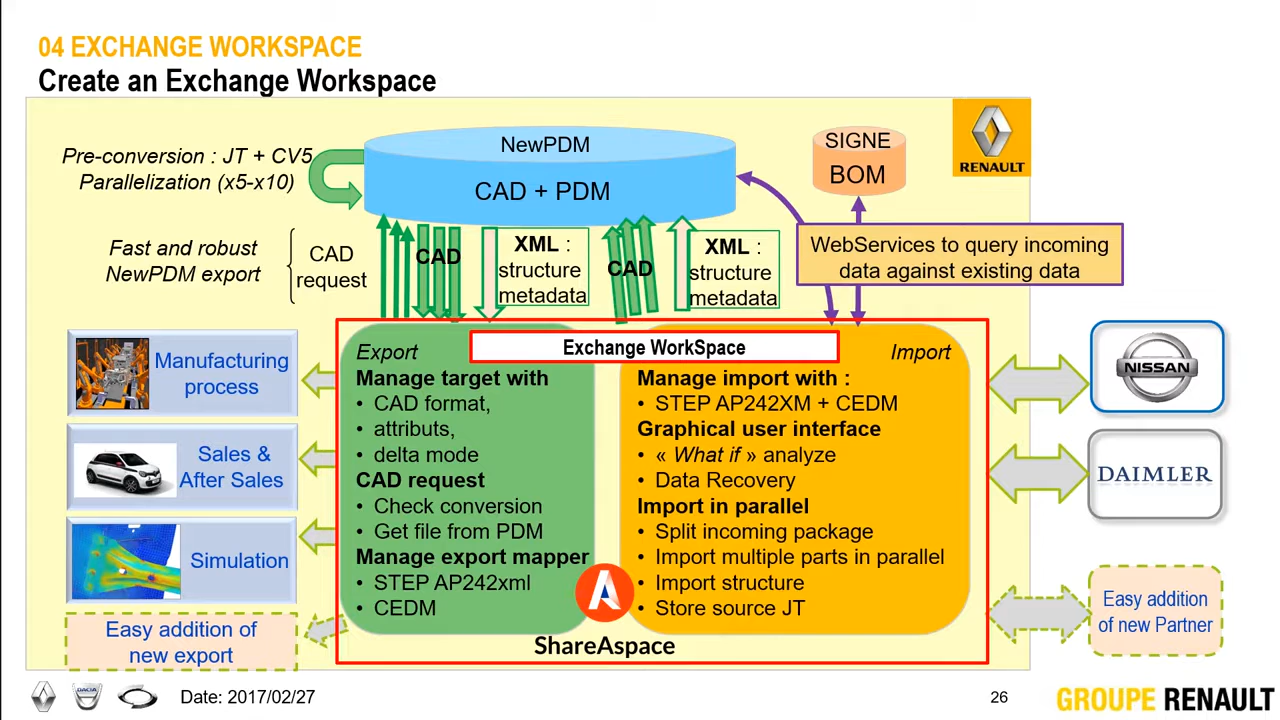 04 EXCHANGE WORKSPACE
Create an Exchange Workspace
Pre-conversion : JT + CV5
Parallelization (x5-x10)
NewPDM
CAD + PDM
SIGNE
BOM
RENAULT
Fast and robust
NewPDM export
CAD
request
CAD
XML :
structure
metadata
CAD
XML :
structure
metadata
WebServices to query incoming
data against existing data
Exchange WorkSpace
Export
Manage target with
• CAD format,
• attributs,
• delta mode
CAD request
• Check conversion
• Get file from PDM
Manage export mapper
• STEP AP242xml
• CEDM
Import
Manage import with :
• STEP AP242XM + CEDM
Graphical user interface
• « What if » analyze
• Data Recovery
Import in parallel
• Split incoming package
• Import multiple parts in parallel
• Import structure
• Store source JT
ShareAspace
Manufacturing
process
Sales &
After Sales
Simulation
Easy addition of
new export
NISSAN
DAIMLER
Easy addition
of new Partner
DACIA
Date: 2017/02/27
26
GROUPE RENAULT